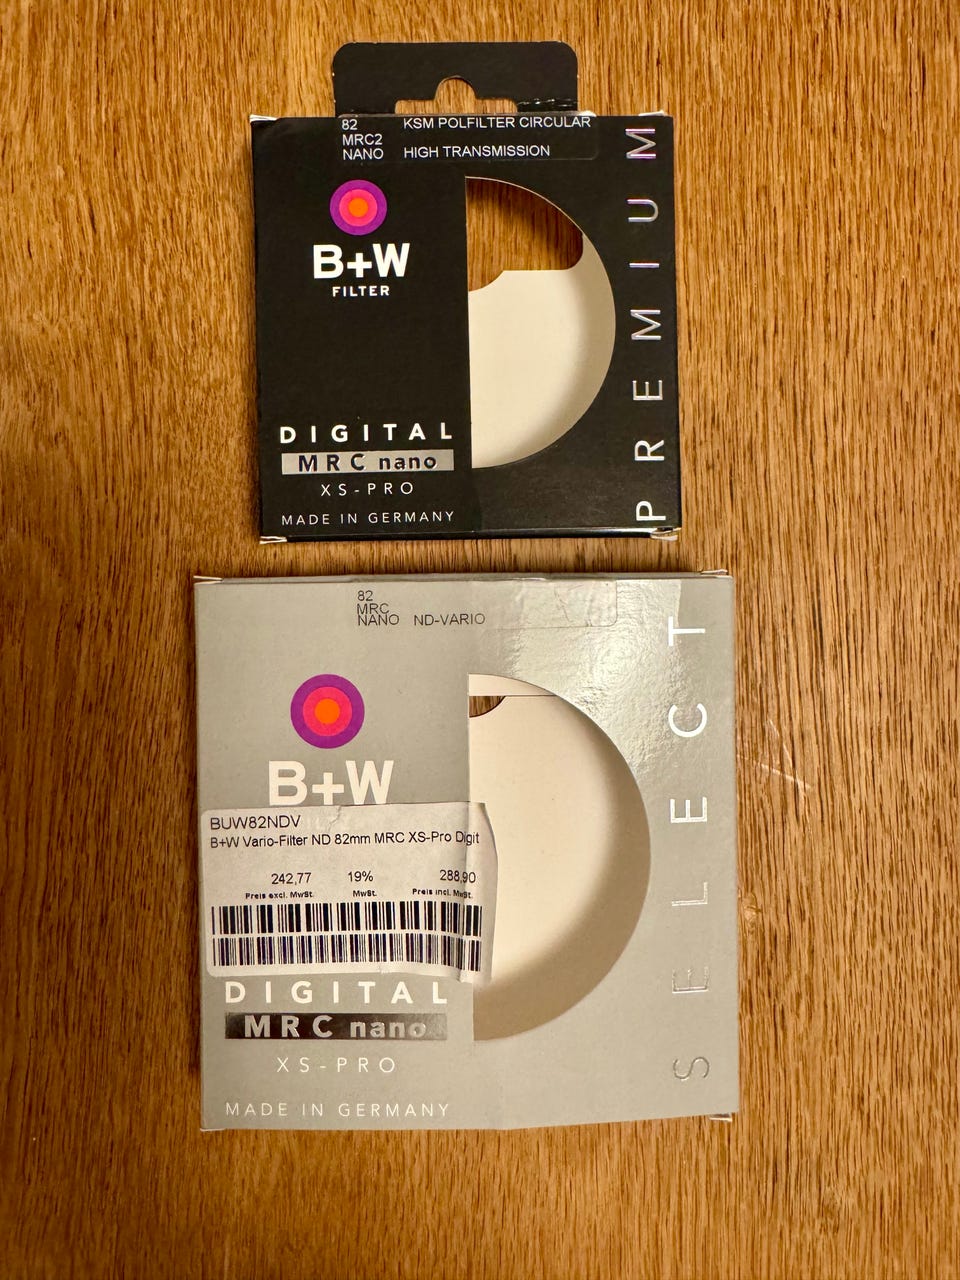 82 KSM POLFILTER CIRCULAR
MRC2
NANO HIGH TRANSMISSION
B+W
FILTER
DIGITAL
MRC nano
XS-PRO
MADE IN GERMANY
PREMIUM
82
MRC
NANO ND-VARIO
B+W
BUW82NDV
B+W Vario-Filter ND 82mm MRC XS-Pro Digit
242,77 19% 288,90
Preis excl. MwSt. MwSt. Preis incl. MwSt.
DIGITAL
MRC nano
XS-PRO
MADE IN GERMANY
SELECT